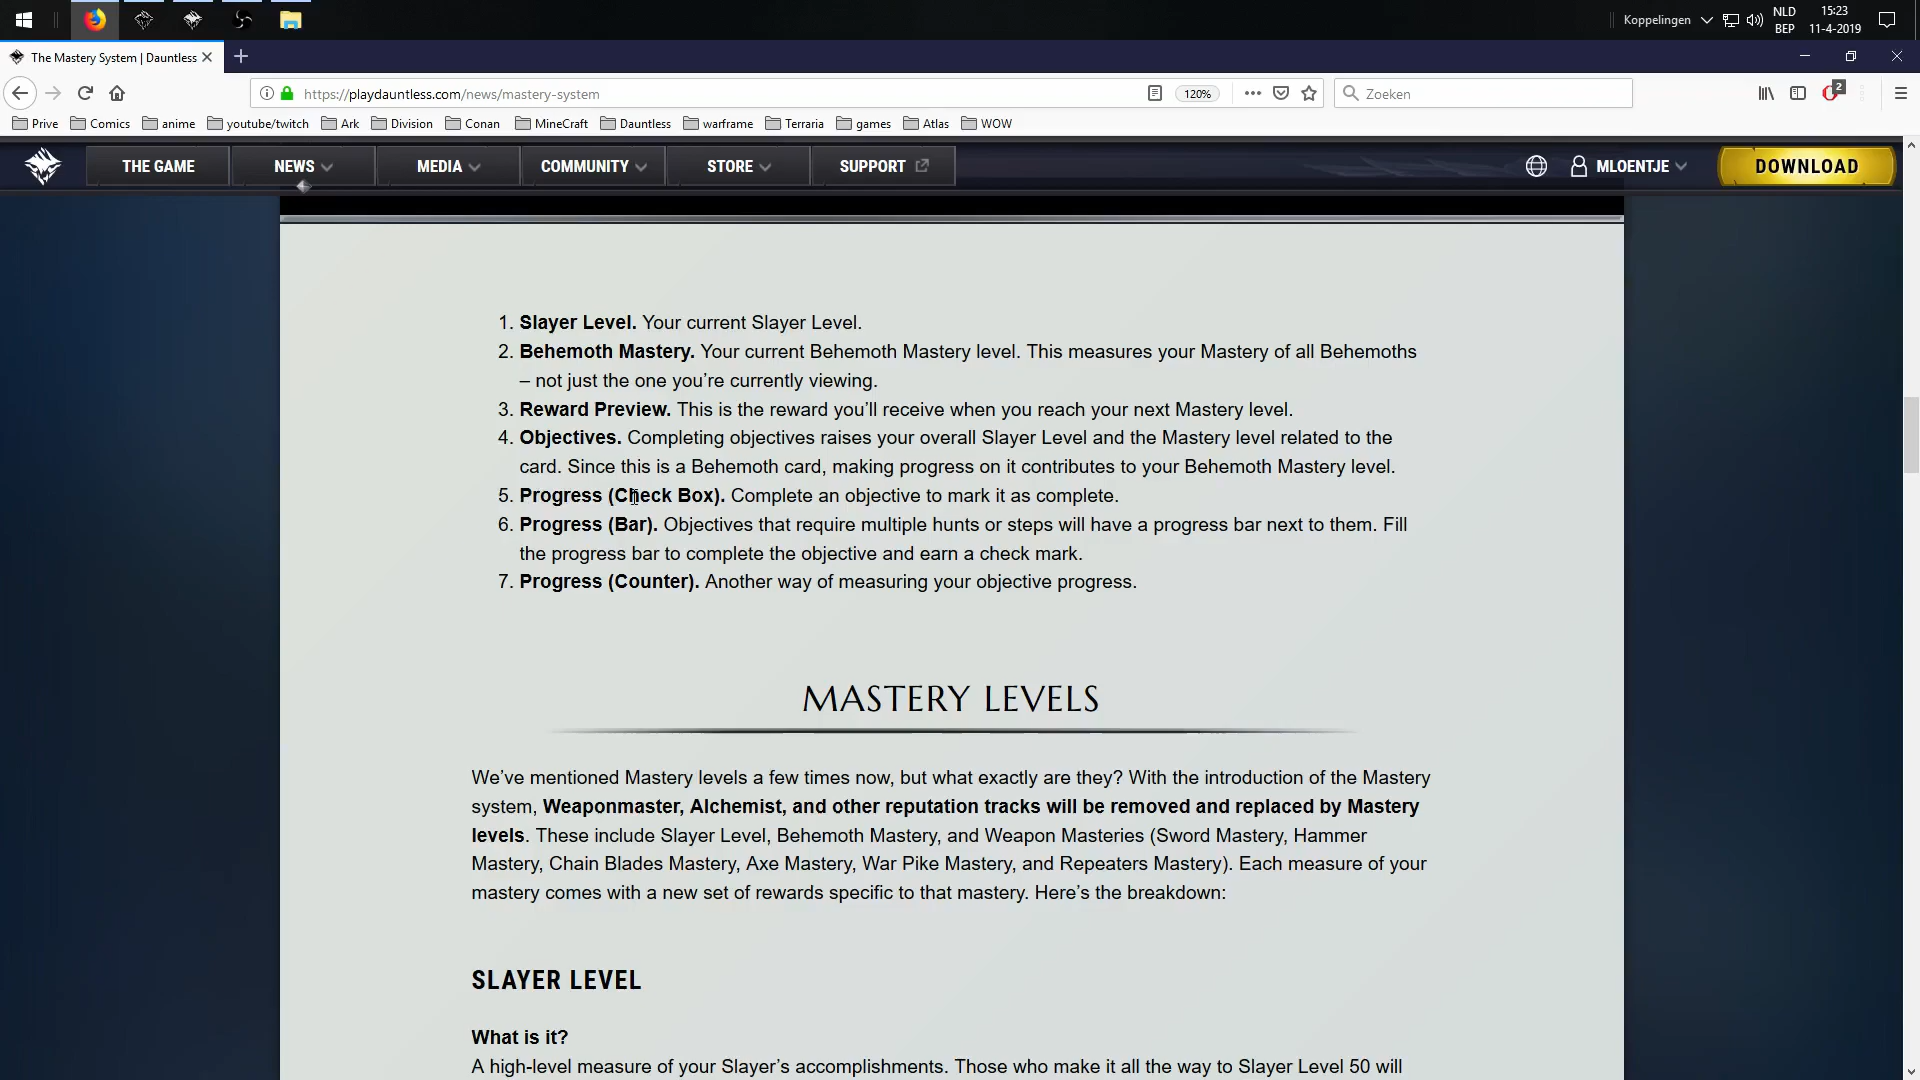 Koppelingen
NLD
BEP
15:23
11-4-2019
The Mastery System | Dauntless
https://playdauntless.com/news/mastery-system
120%
Zoeken
2
Prive
Comics
anime
youtube/twitch
Ark
Division
Conan
MineCraft
Dauntless
warframe
Terraria
games
Atlas
WOW
THE GAME
NEWS
MEDIA
COMMUNITY
STORE
SUPPORT
MLOENTJE
DOWNLOAD
1. Slayer Level. Your current Slayer Level.
2. Behemoth Mastery. Your current Behemoth Mastery level. This measures your Mastery of all Behemoths
– not just the one you’re currently viewing.
3. Reward Preview. This is the reward you’ll receive when you reach your next Mastery level.
4. Objectives. Completing objectives raises your overall Slayer Level and the Mastery level related to the
card. Since this is a Behemoth card, making progress on it contributes to your Behemoth Mastery level.
5. Progress (Check Box). Complete an objective to mark it as complete.
6. Progress (Bar). Objectives that require multiple hunts or steps will have a progress bar next to them. Fill
the progress bar to complete the objective and earn a check mark.
7. Progress (Counter). Another way of measuring your objective progress.
MASTERY LEVELS
We’ve mentioned Mastery levels a few times now, but what exactly are they? With the introduction of the Mastery
system, Weaponmaster, Alchemist, and other reputation tracks will be removed and replaced by Mastery
levels. These include Slayer Level, Behemoth Mastery, and Weapon Masteries (Sword Mastery, Hammer
Mastery, Chain Blades Mastery, Axe Mastery, War Pike Mastery, and Repeaters Mastery). Each measure of your
mastery comes with a new set of rewards specific to that mastery. Here’s the breakdown:
SLAYER LEVEL
What is it?
A high-level measure of your Slayer’s accomplishments. Those who make it all the way to Slayer Level 50 will